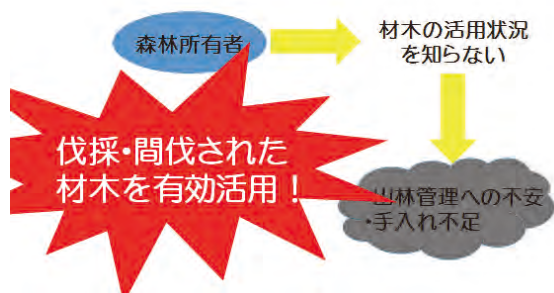 森林所有者
材木の活用状況
を知らない
伐採・間伐された
材木を有効活用！
山林管理への不安
・手入れ不足